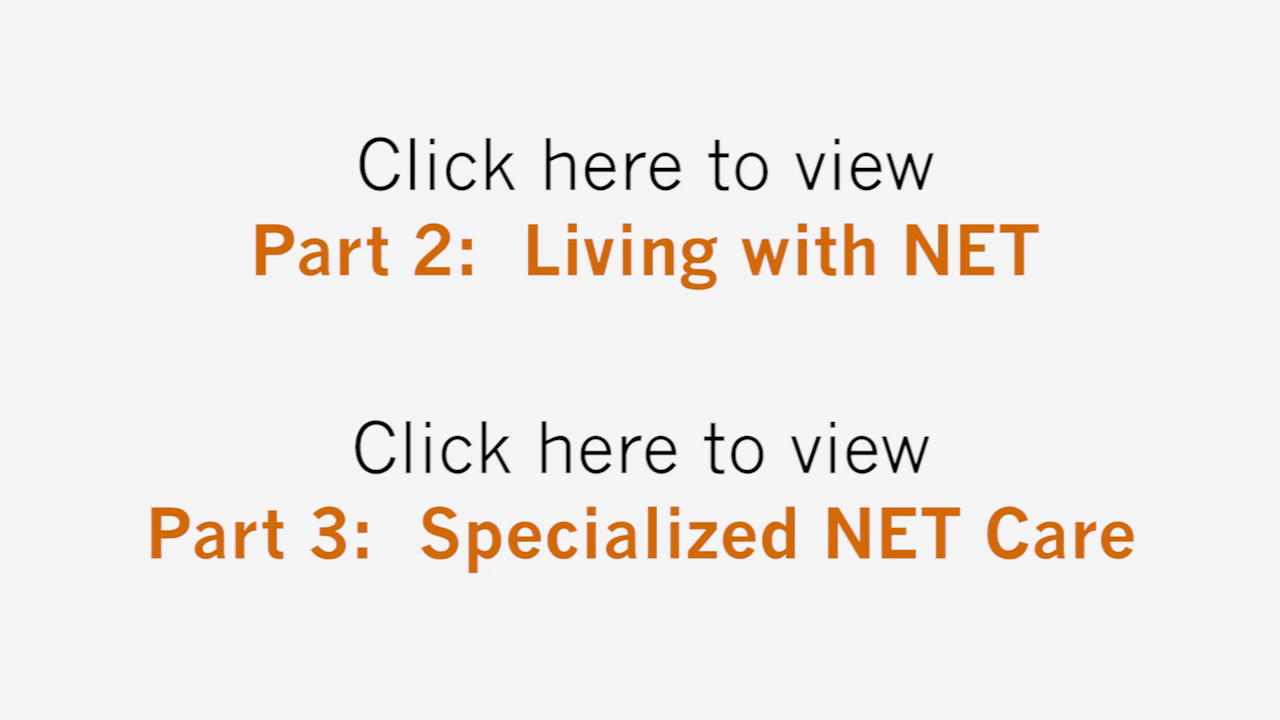 Click here to view
Part 2: Living with NET
Click here to view
Part 3: Specialized NET Care